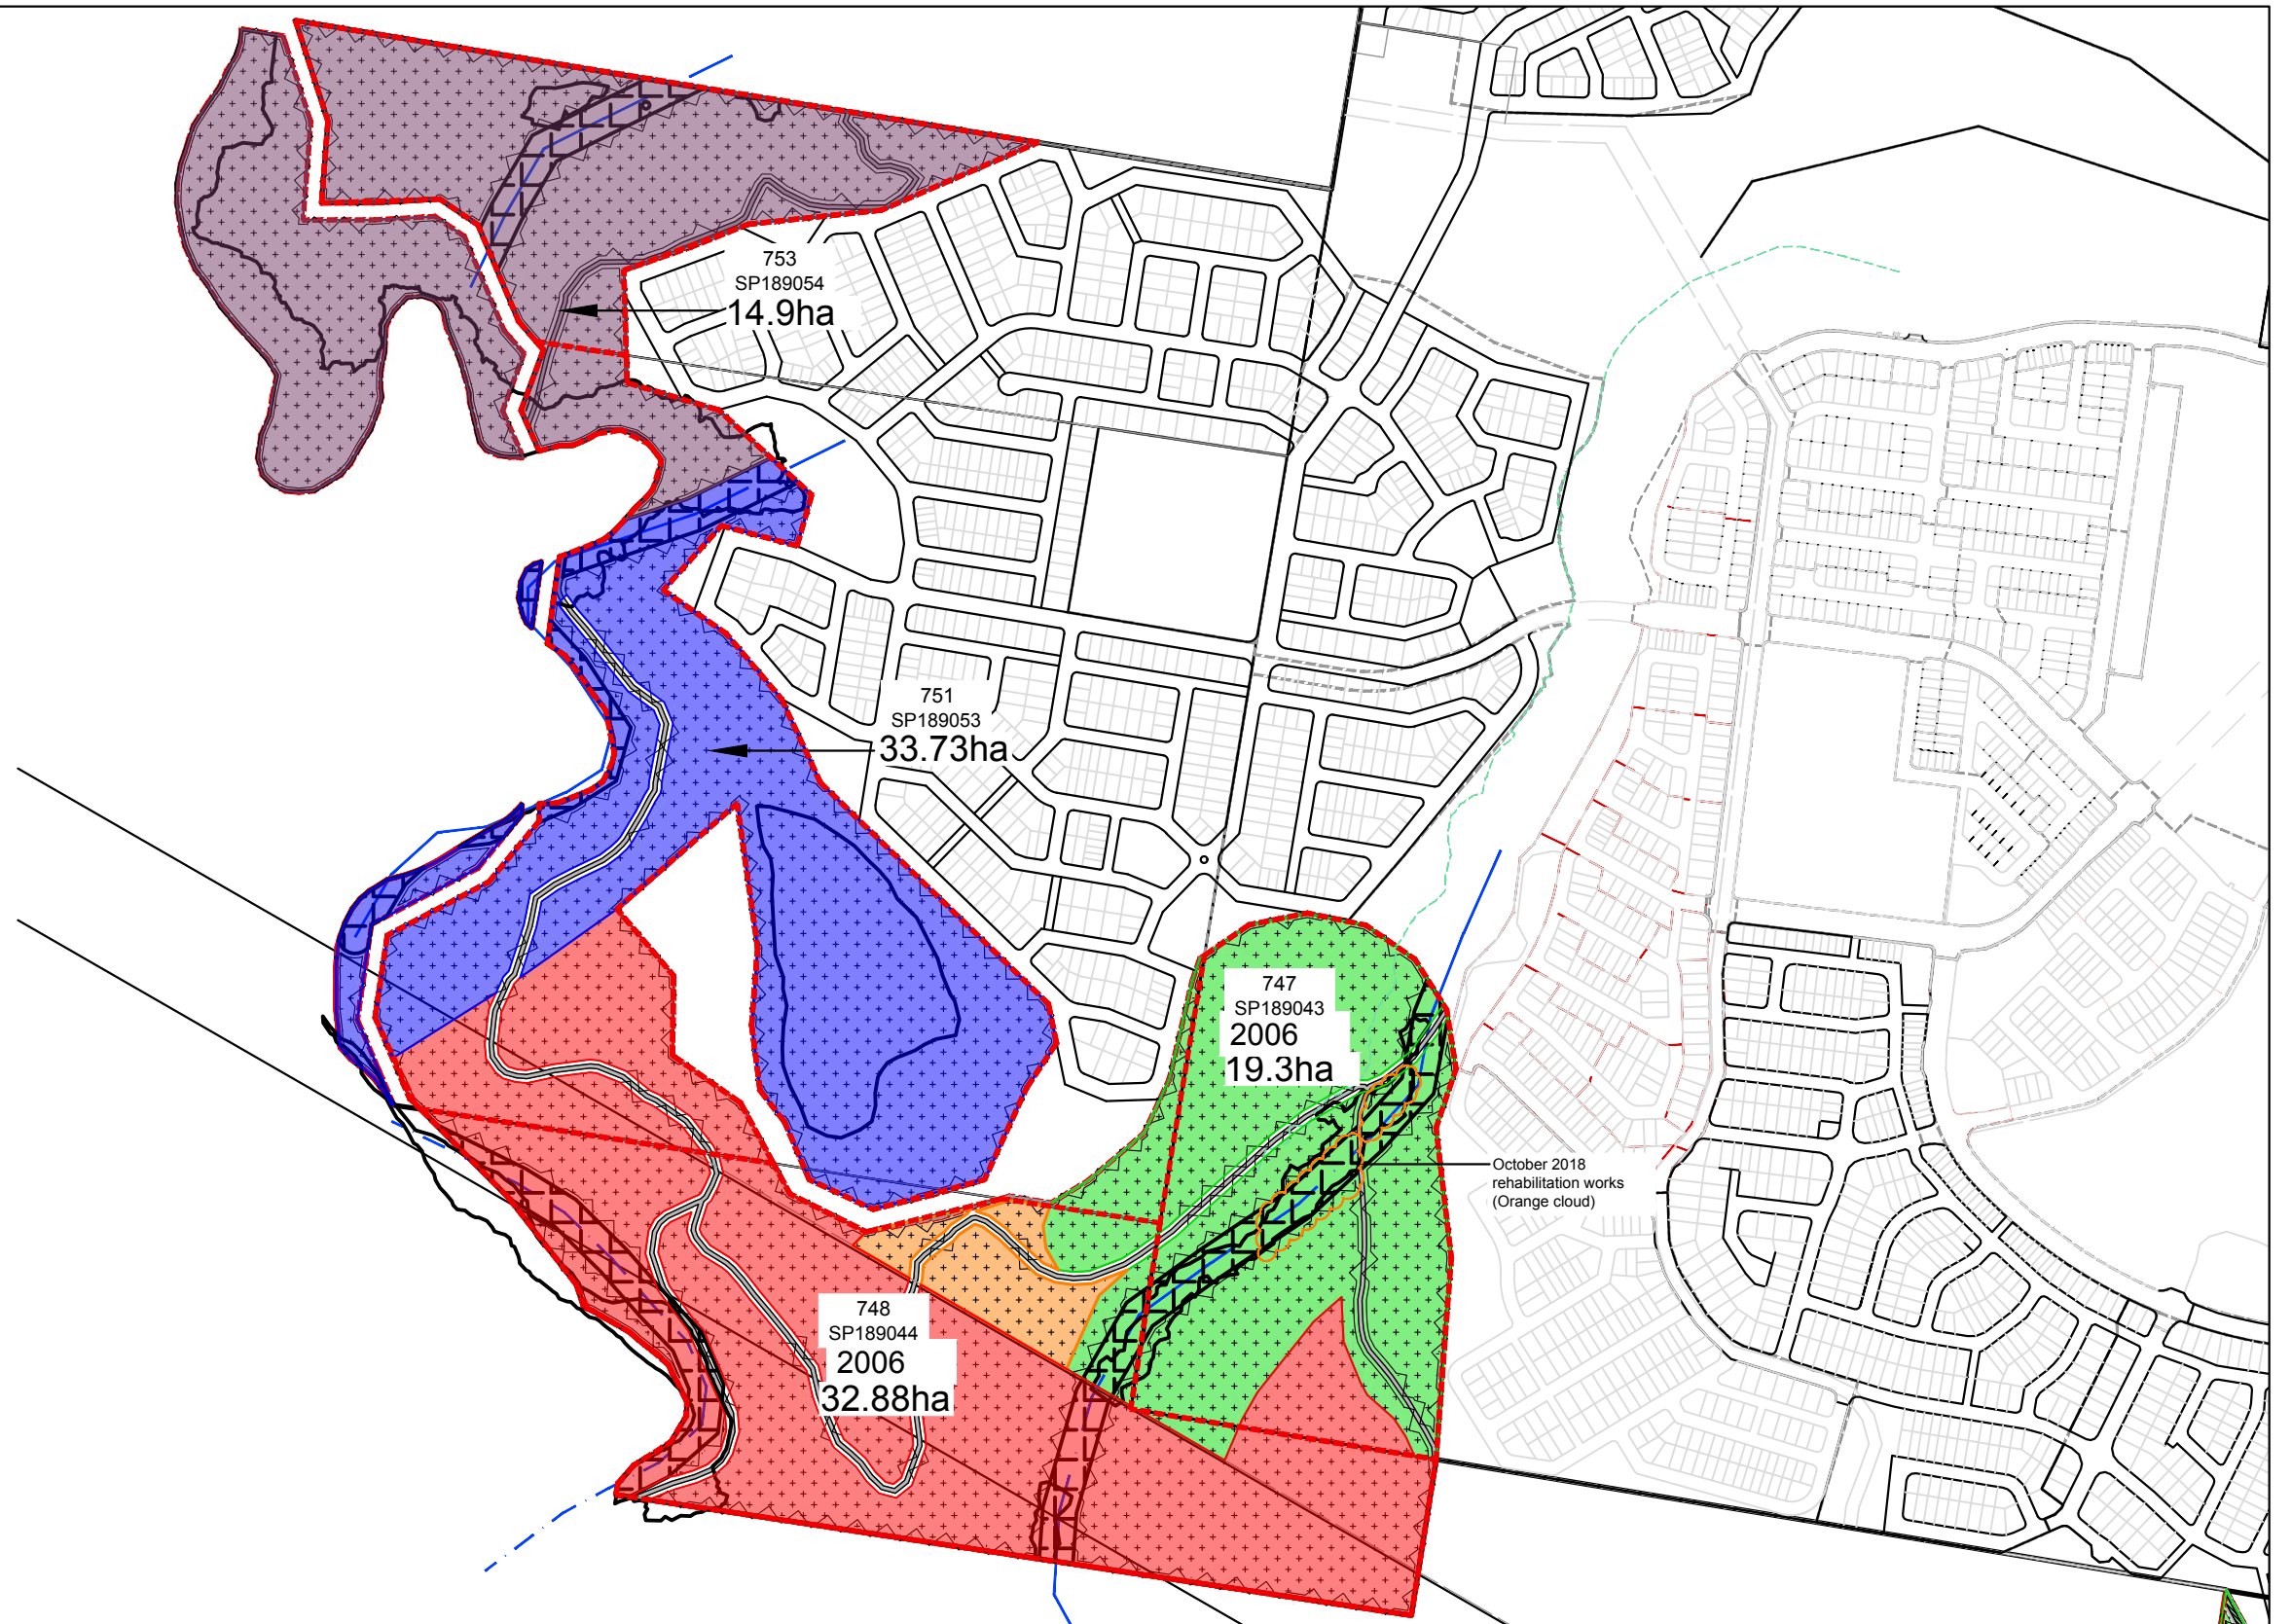 753
SP189054
14.9ha
751
SP189053
33.73ha
747
SP189043
2006
19.3ha
October 2018
rehabilitation works
(Orange cloud)
748
SP189044
2006
32.88ha